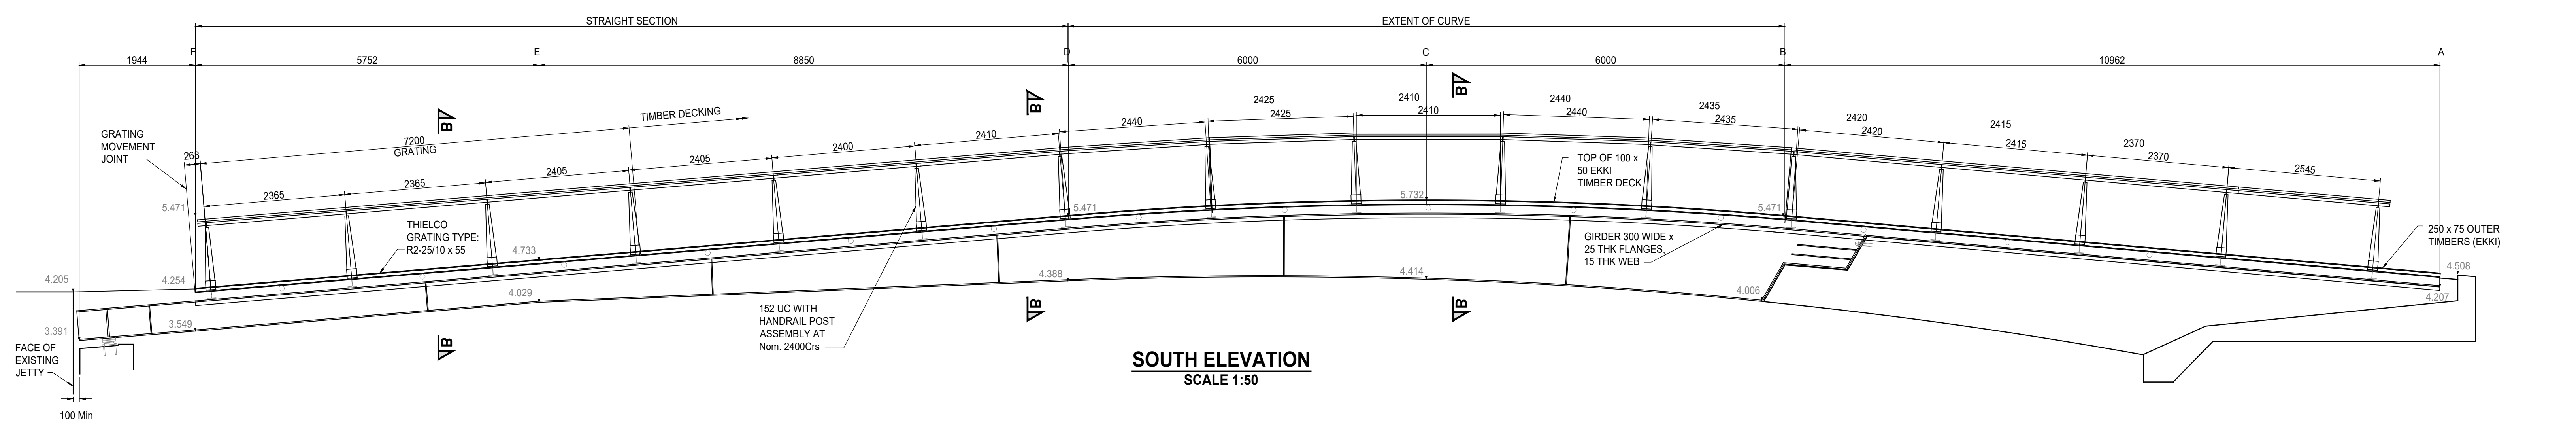 STRAIGHT SECTION
EXTENT OF CURVE
F
E
D
C
B
A
1944
5752
8850
6000
6000
10962
B
B
B
2425
2410
2440
2435
2420
2415
2370
2425
2410
2440
2435
2420
2415
2370
2545
2440
2410
2400
2405
2405
2365
2365
TIMBER DECKING
7200
GRATING
268
GRATING
MOVEMENT
JOINT
5.471
THIELCO
GRATING TYPE:
R2-25/10 x 55
4.733
5.471
5.732
5.471
TOP OF 100 x
50 EKKI
TIMBER DECK
GIRDER 300 WIDE x
25 THK FLANGES,
15 THK WEB
250 x 75 OUTER
TIMBERS (EKKI)
4.508
4.207
4.205
4.254
4.029
4.388
4.414
4.006
3.391
3.549
152 UC WITH
HANDRAIL POST
ASSEMBLY AT
Nom. 2400Crs
B
B
B
FACE OF
EXISTING
JETTY
100 Min
SOUTH ELEVATION
SCALE 1:50